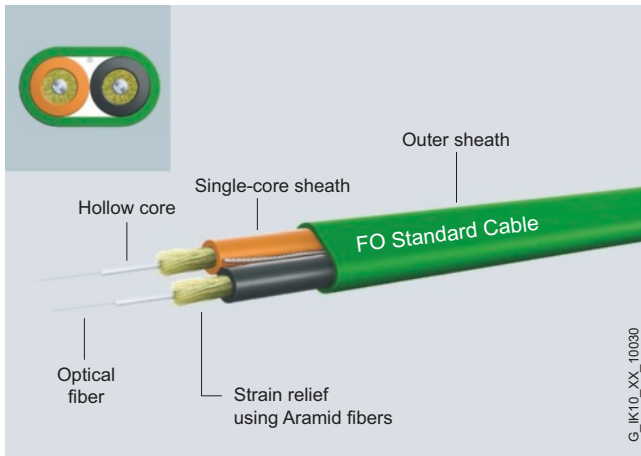 Outer sheath
Single-core sheath
Hollow core
FO Standard Cable
Optical
fiber
Strain relief
using Aramid fibers
G_IK10_XX_10030